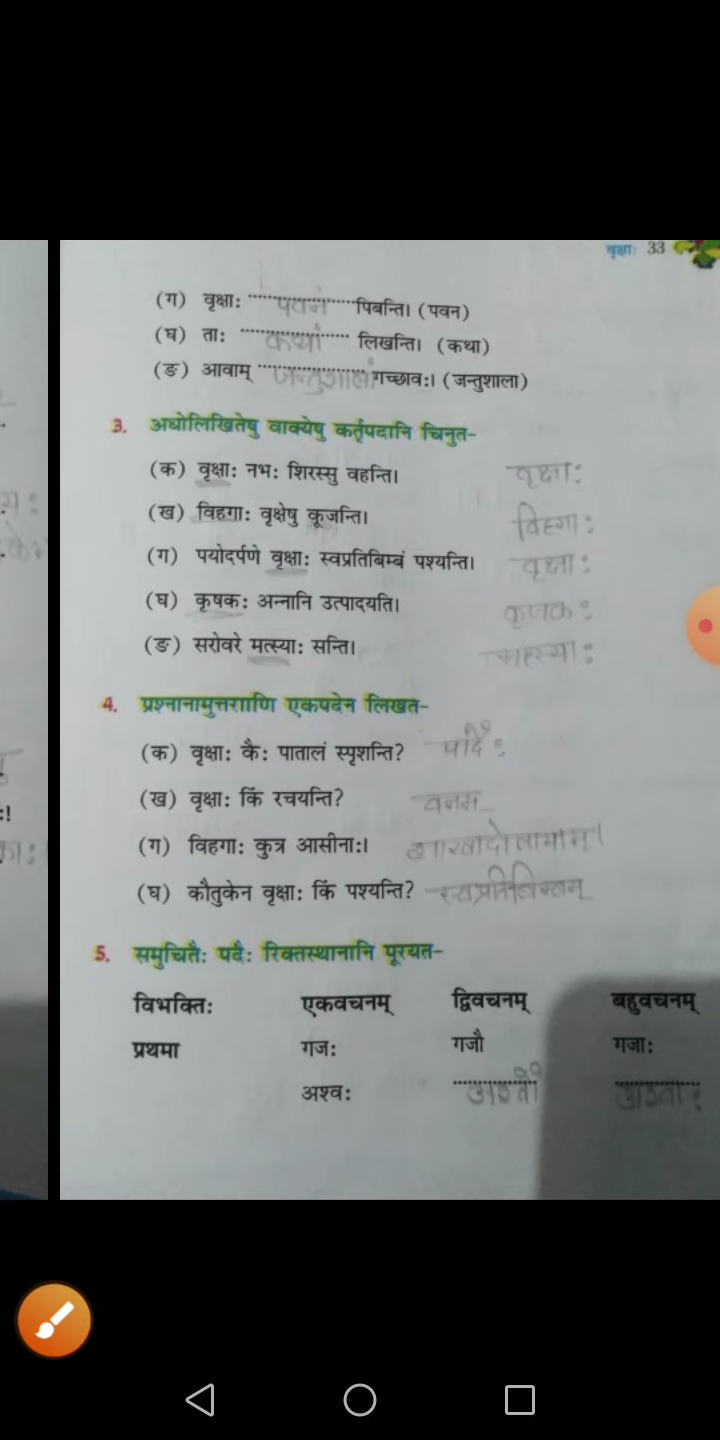 वृक्षाः 33
(ग) वृक्षाः पवनं पिबन्ति। (पवन)
(घ) ताः कथां लिखन्ति। (कथा)
(ङ) आवाम् जन्तुशालां गच्छावः। (जन्तुशाला)
3. अधोलिखितेषु वाक्येषु कर्तृपदानि चिनुत–
(क) वृक्षाः नभः शिरस्सु वहन्ति। वृक्षाः
(ख) विहगाः वृक्षेषु कूजन्ति। विहगाः
(ग) पयोदर्पणे वृक्षाः स्वप्रतिबिम्बं पश्यन्ति। वृक्षाः
(घ) कृषकः अन्नानि उत्पादयति। कृषकः
(ङ) सरोवरे मत्स्याः सन्ति। मत्स्याः
4. प्रश्नानामुत्तराणि एकपदेन लिखत–
(क) वृक्षाः कैः पातालं स्पृशन्ति? पादैः
(ख) वृक्षाः किं रचयन्ति? वनम्
(ग) विहगाः कुत्र आसीनाः। शाखादोलायाम्।
(घ) कौतुकेन वृक्षाः किं पश्यन्ति? स्वप्रतिबिम्बम्
5. समुचितैः पदैः रिक्तस्थानानि पूरयत–
विभक्तिः एकवचनम् द्विवचनम् बहुवचनम्
प्रथमा गजः गजौ गजाः
अश्वः अश्वौ अश्वाः